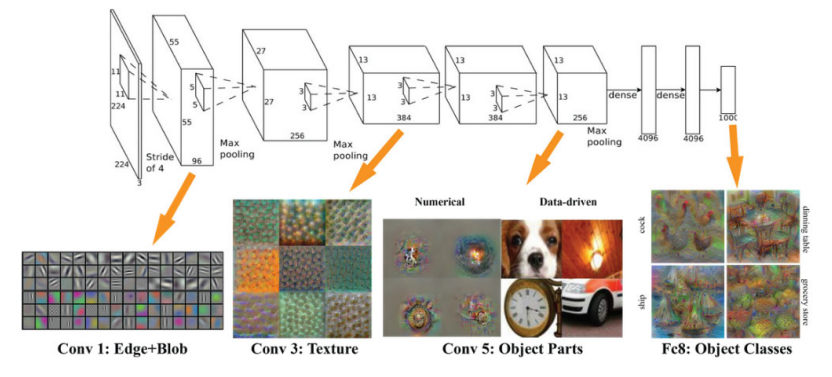 55
27
13
13
13
11
5
3
3
3
11
5
27
3
13
3
13
3
13
dense
dense
224
55
384
384
256
1000
256
Max
4096
4096
Max
Max
pooling
224
Stride
of 4
96
pooling
pooling
3
Numerical
Data-driven
cock
dinning table
ship
grocery store
Conv 1: Edge+Blob
Conv 3: Texture
Conv 5: Object Parts
Fc8: Object Classes